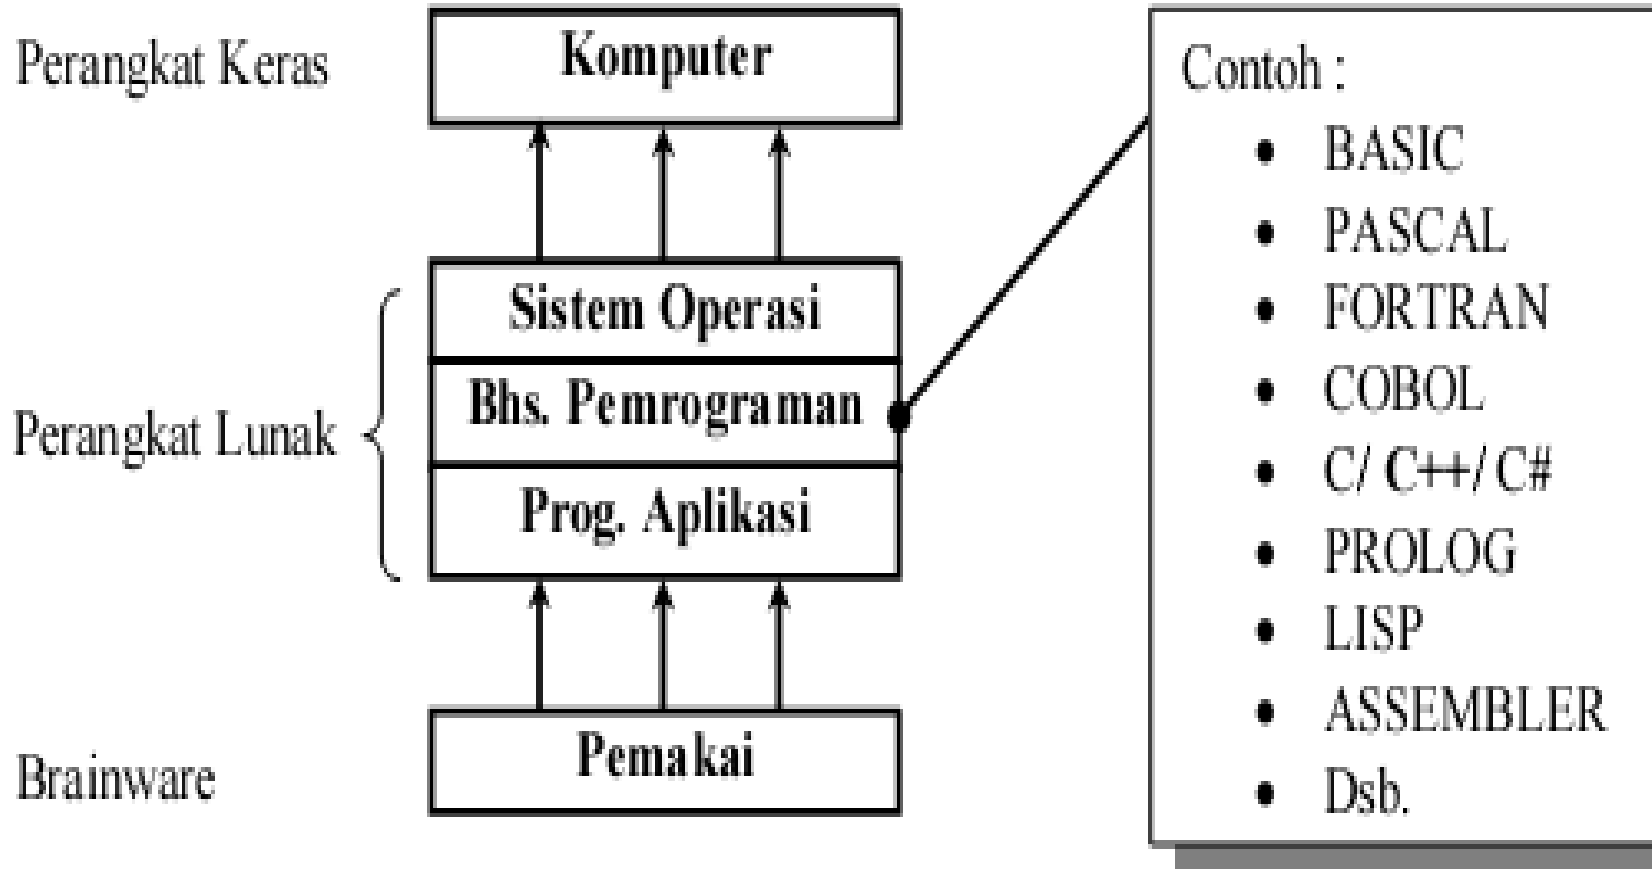 Perangkat Keras
Komputer
Sistem Operasi
Bhs. Pemrograman
Perangkat Lunak
Prog. Aplikasi
Pemakai
Brainware
Contoh :
• BASIC
• PASCAL
• FORTRAN
• COBOL
• C/ C++/ C#
• PROLOG
• LISP
• ASSEMBLER
• Dsb.